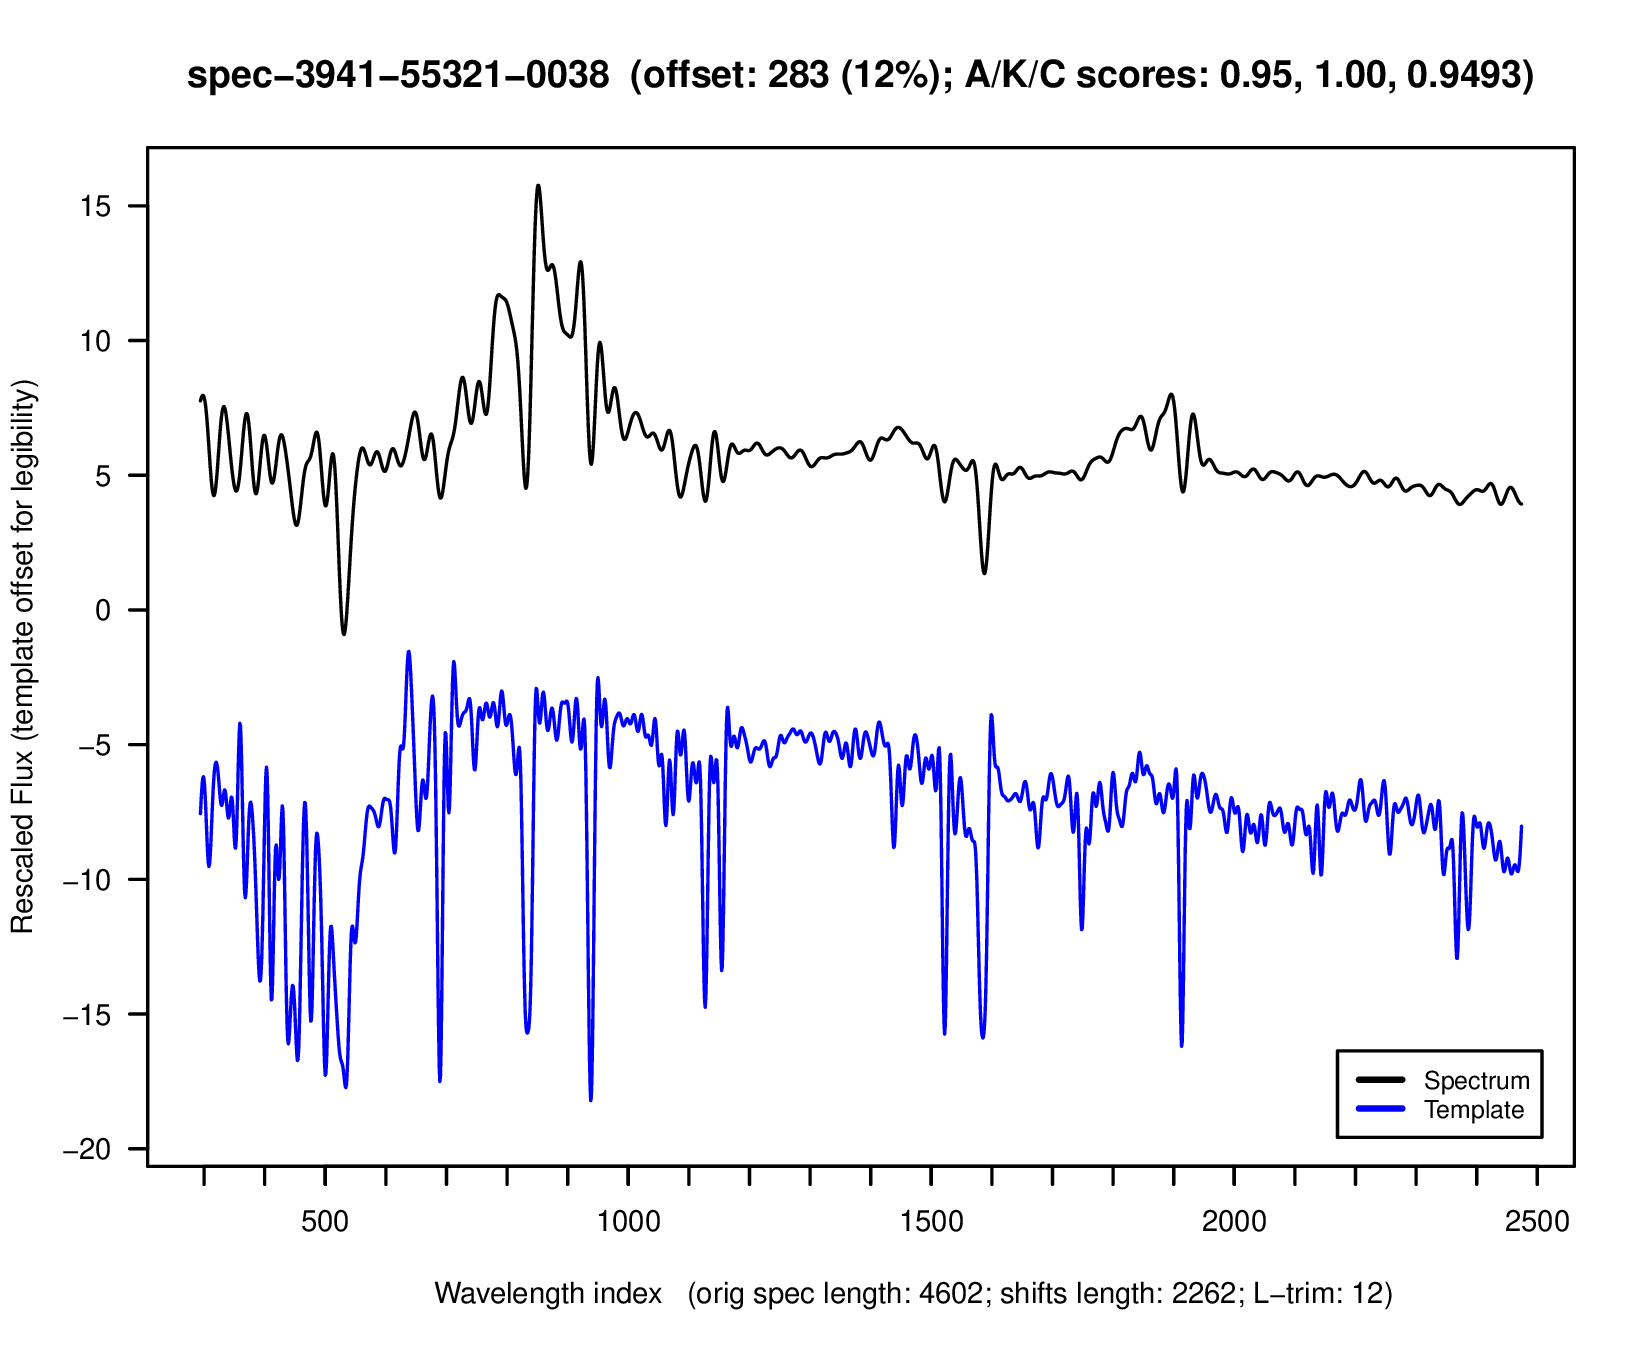 spec−3941−55321−0038 (offset: 283 (12%); A/K/C scores: 0.95, 1.00, 0.9493)
Rescaled Flux (template offset for legibility)
15
10
5
0
−5
−10
−15
−20
Spectrum
Template
500 1000 1500 2000 2500
Wavelength index (orig spec length: 4602; shifts length: 2262; L−trim: 12)